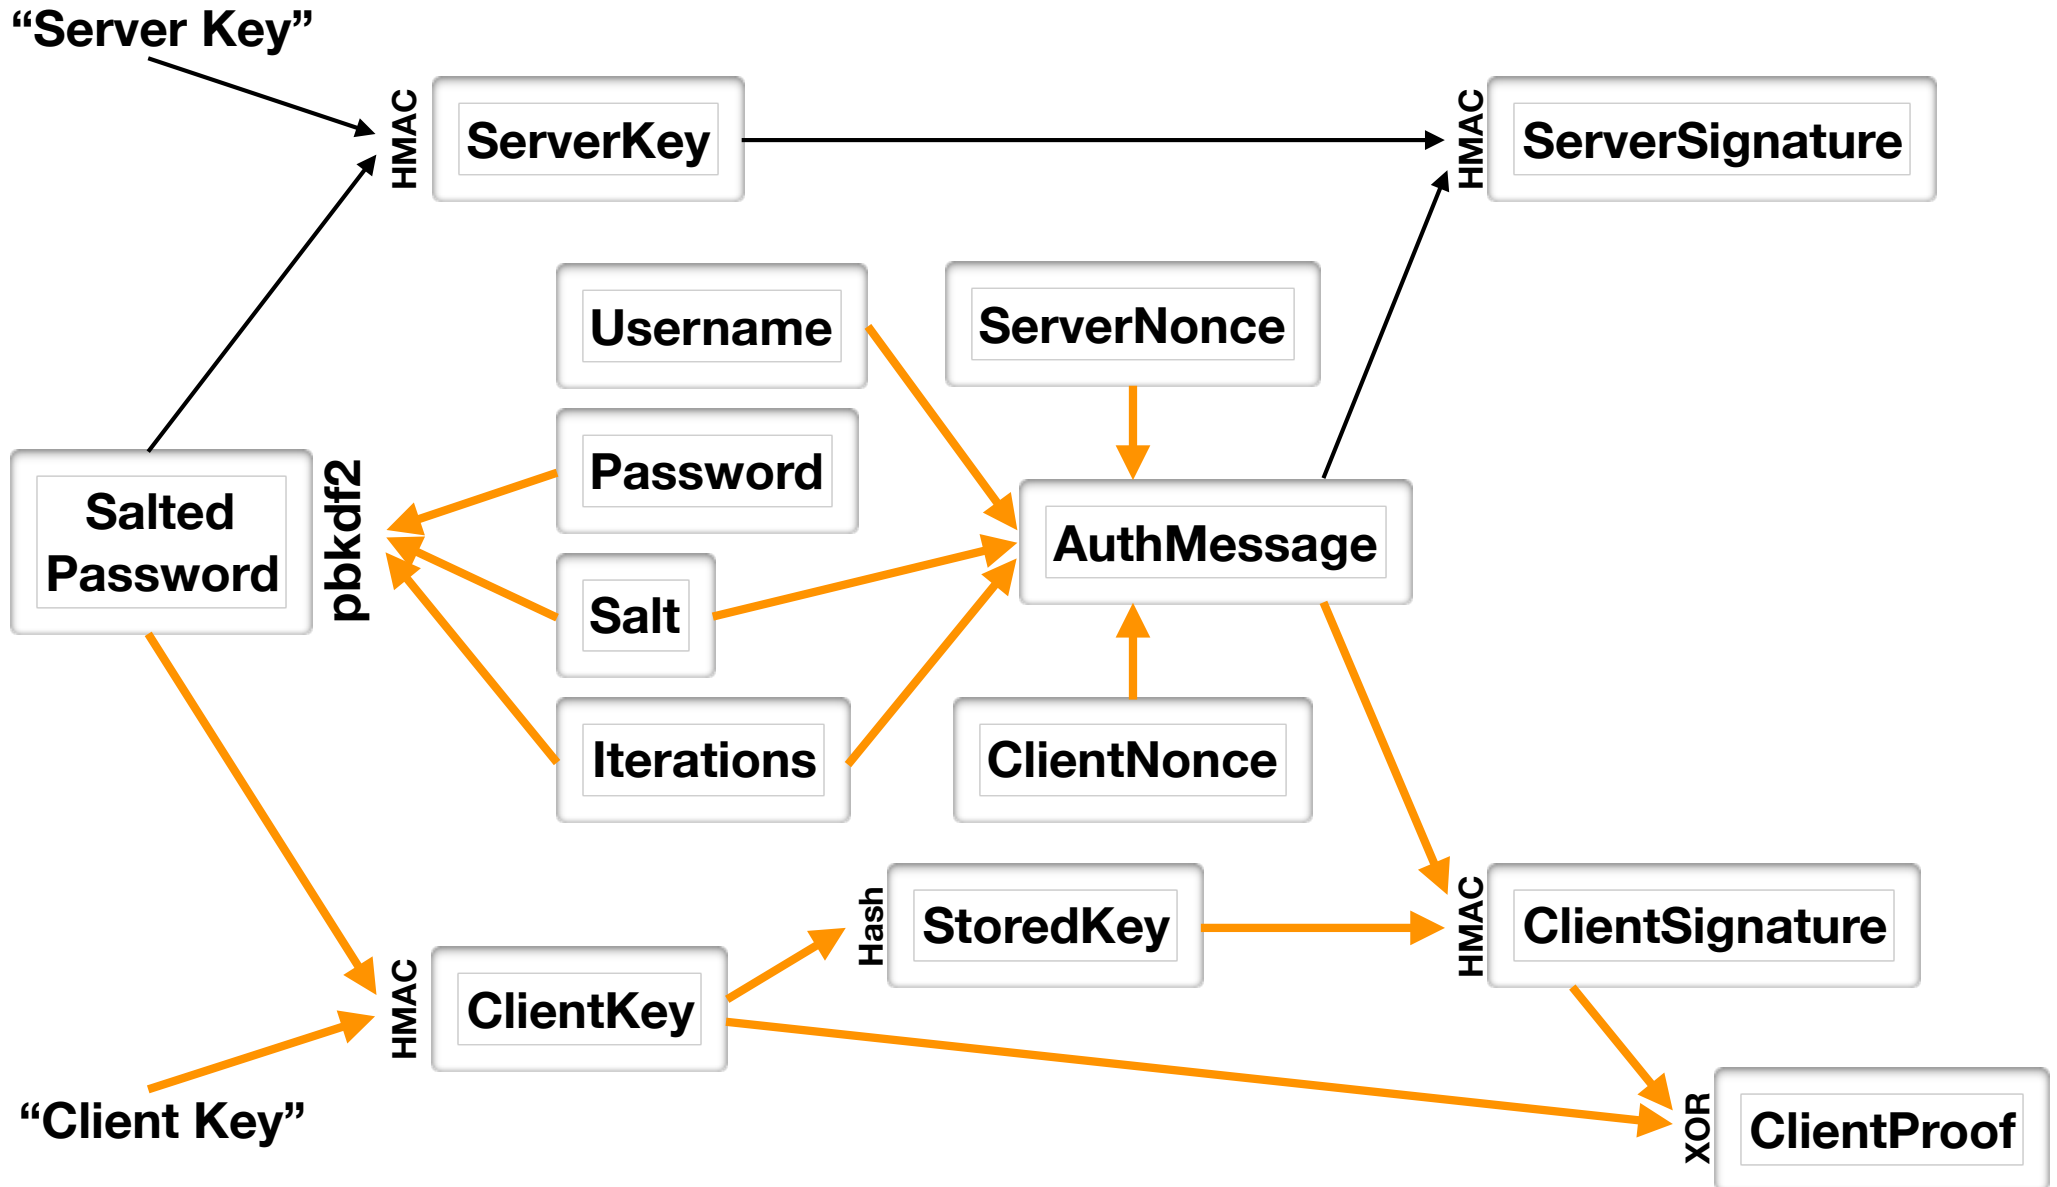 “Server Key”
HMAC
ServerKey
HMAC
ServerSignature
Username
ServerNonce
Password
Salted
Password
pbkdf2
AuthMessage
Salt
Iterations
ClientNonce
Hash
StoredKey
HMAC
ClientSignature
HMAC
ClientKey
“Client Key”
XOR
ClientProof